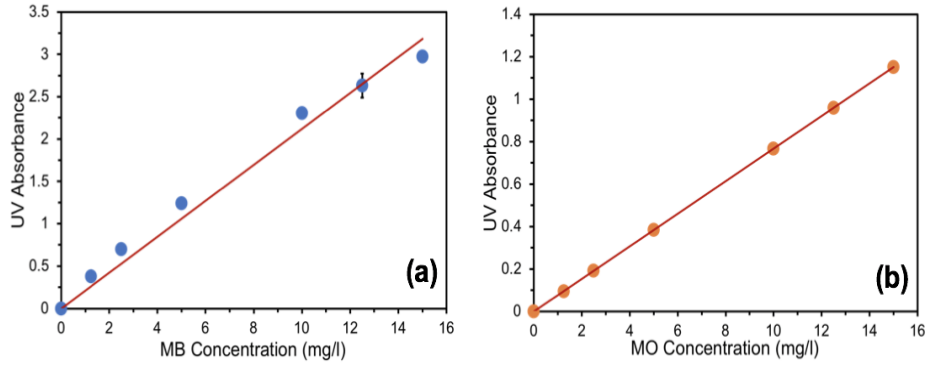 3.5
3
2.5
2
1.5
1
0.5
0
UV Absorbance
0 2 4 6 8 10 12 14 16
MB Concentration (mg/l)
(a)
1.4
1.2
1
0.8
0.6
0.4
0.2
0
UV Absorbance
0 2 4 6 8 10 12 14 16
MO Concentration (mg/l)
(b)